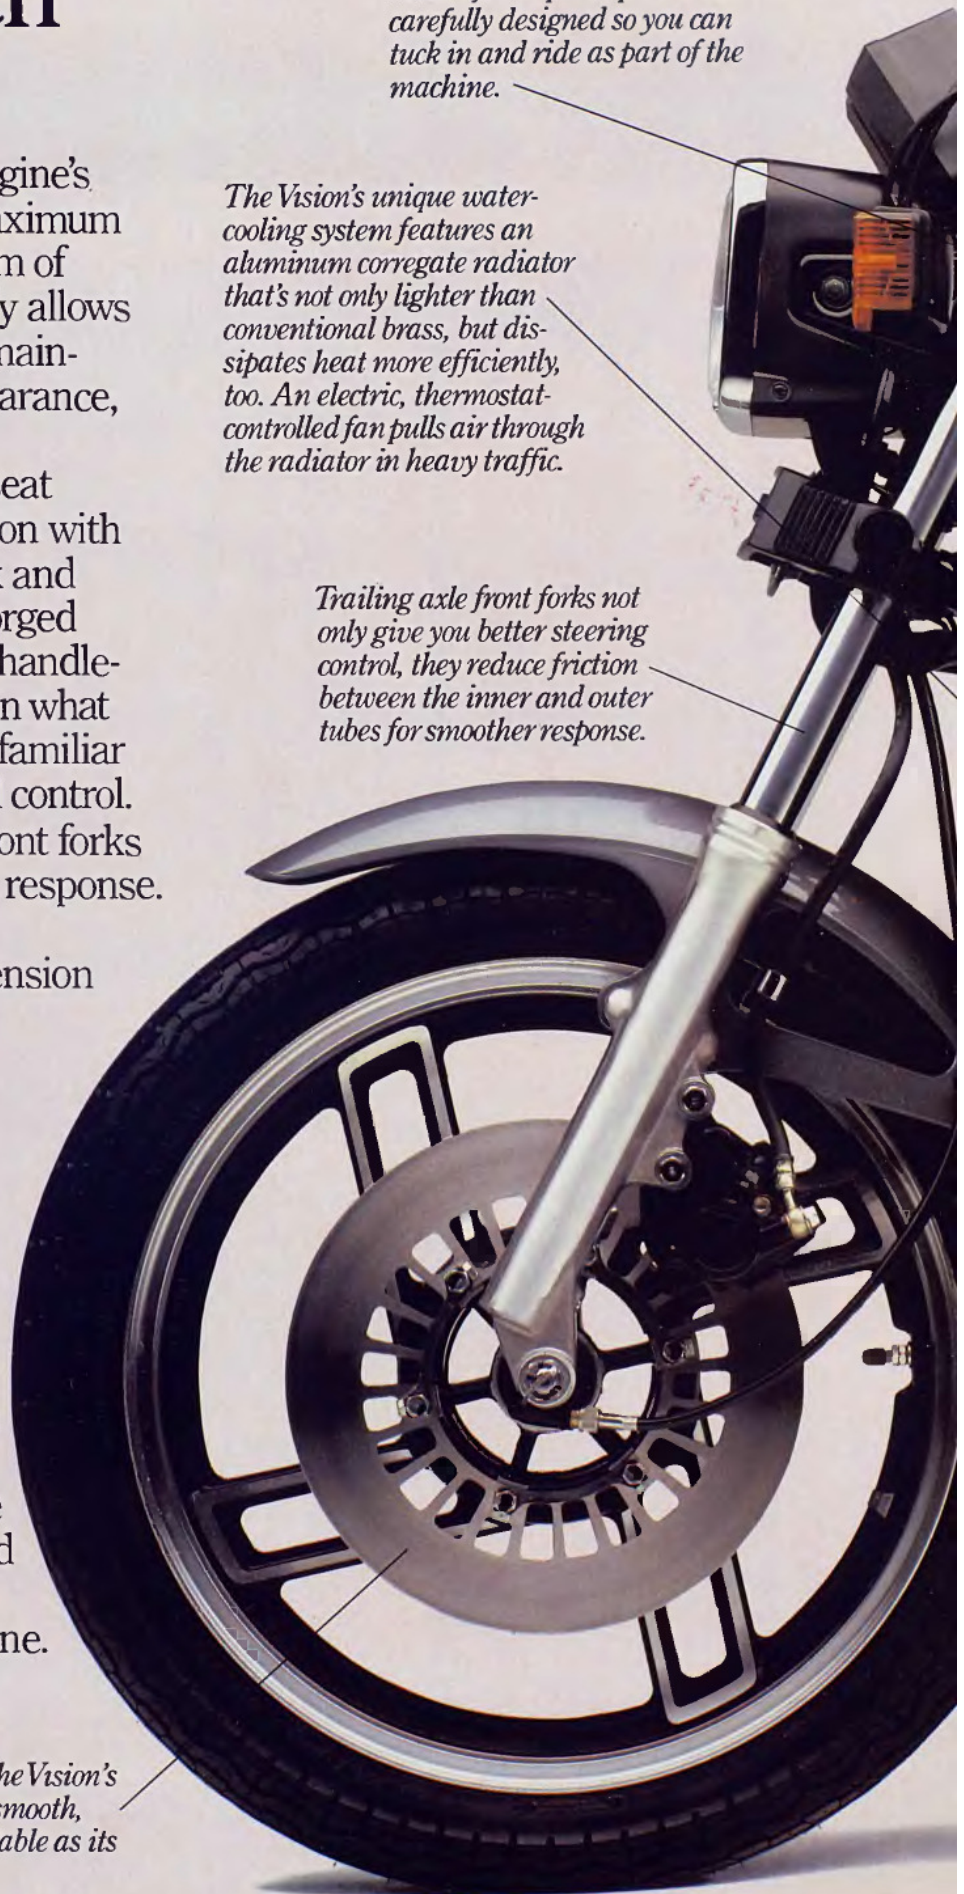 carefully designed so you can
tuck in and ride as part of the
machine.
gine's
aximum
m of
y allows
main-
arance,
eat
on with
and
orged
handle-
n what
familiar
control.
ont forks
response.
ension
d
ne.
The Vision's unique water-
cooling system features an
aluminum corregate radiator
that's not only lighter than
conventional brass, but dis-
sipates heat more efficiently,
too. An electric, thermostat-
controlled fan pulls air through
the radiator in heavy traffic.
Trailing axle front forks not
only give you better steering
control, they reduce friction
between the inner and outer
tubes for smoother response.
he Vision's
smooth,
able as its